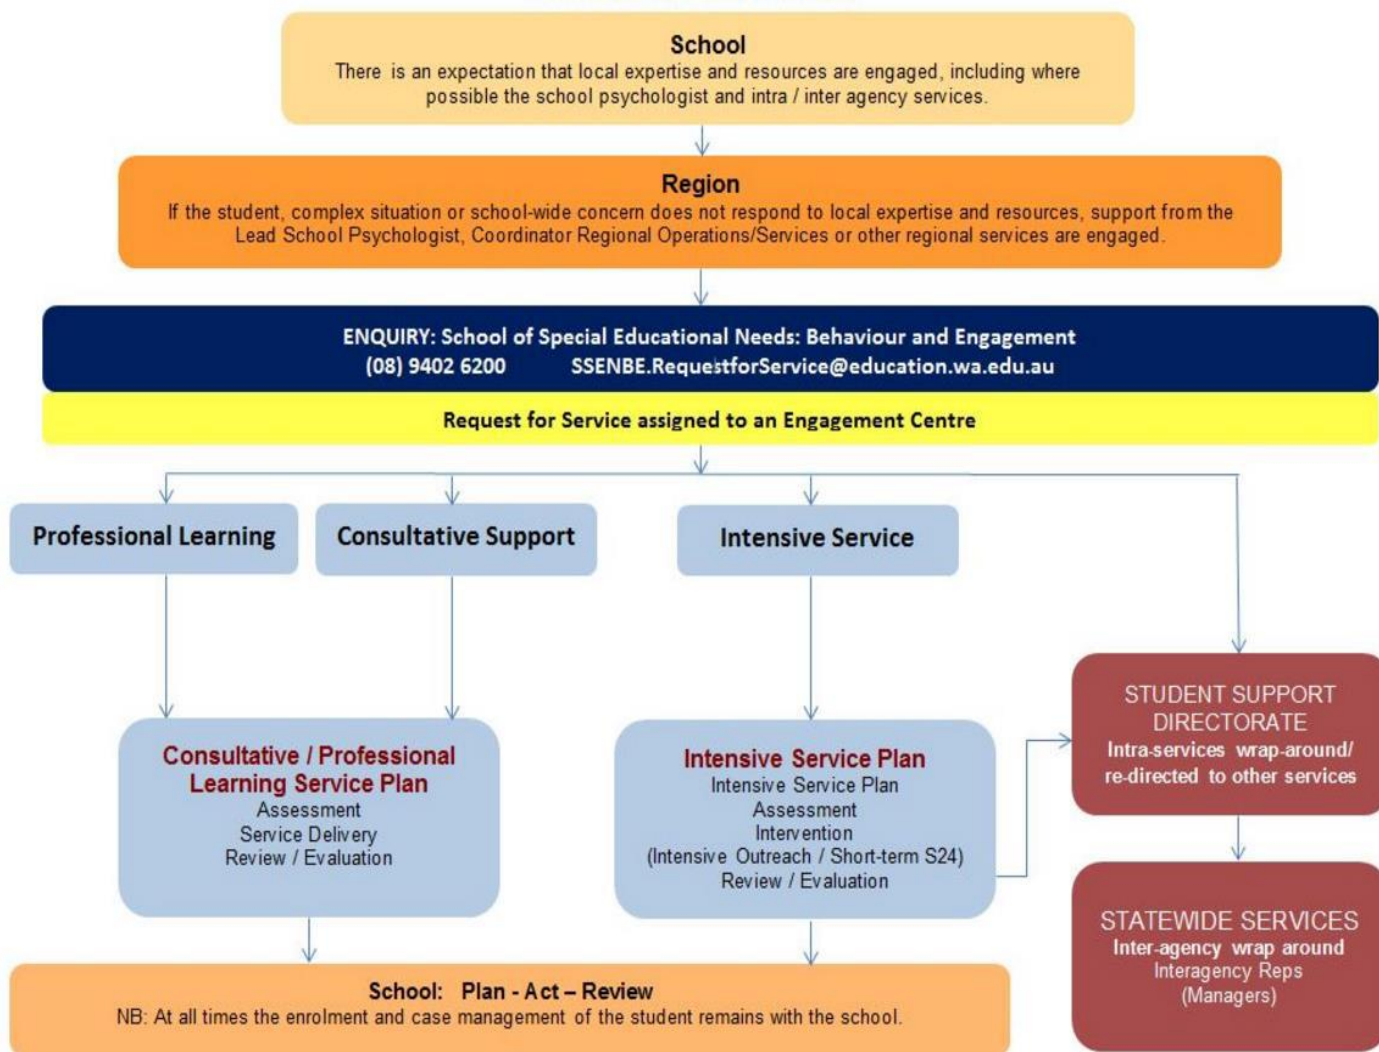 School
There is an expectation that local expertise and resources are engaged, including where
possible the school psychologist and intra / inter agency services.
Region
If the student, complex situation or school-wide concern does not respond to local expertise and resources, support from the
Lead School Psychologist, Coordinator Regional Operations/Services or other regional services are engaged.
ENQUIRY: School of Special Educational Needs: Behaviour and Engagement
(08) 9402 6200 SSENBE.RequestforService@education.wa.edu.au
Request for Service assigned to an Engagement Centre
Professional Learning
Consultative Support
Intensive Service
Consultative / Professional
Learning Service Plan
Assessment
Service Delivery
Review / Evaluation
Intensive Service Plan
Intensive Service Plan
Assessment
Intervention
(Intensive Outreach / Short-term S24)
Review / Evaluation
STUDENT SUPPORT
DIRECTORATE
Intra-services wrap-around/
re-directed to other services
STATEWIDE SERVICES
Inter-agency wrap around
Interagency Reps
(Managers)
School: Plan - Act – Review
NB: At all times the enrolment and case management of the student remains with the school.